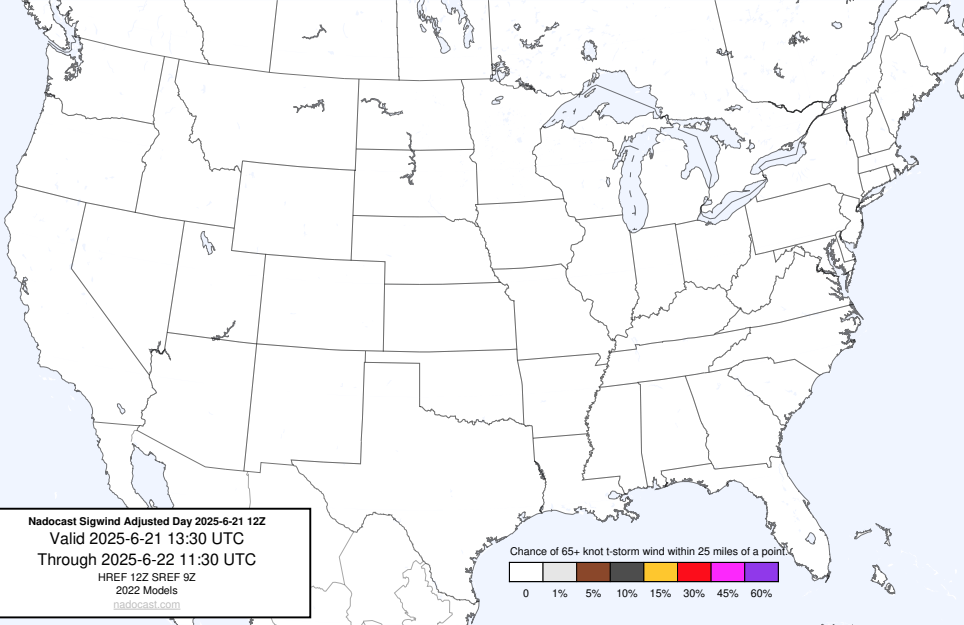 Nadocast Sigwind Adjusted Day 2025-6-21 12Z
Valid 2025-6-21 13:30 UTC
Through 2025-6-22 11:30 UTC
HREF 12Z SREF 9Z
2022 Models
nadocast.com
Chance of 65+ knot t-storm wind within 25 miles of a point.
0 1% 5% 10% 15% 30% 45% 60%